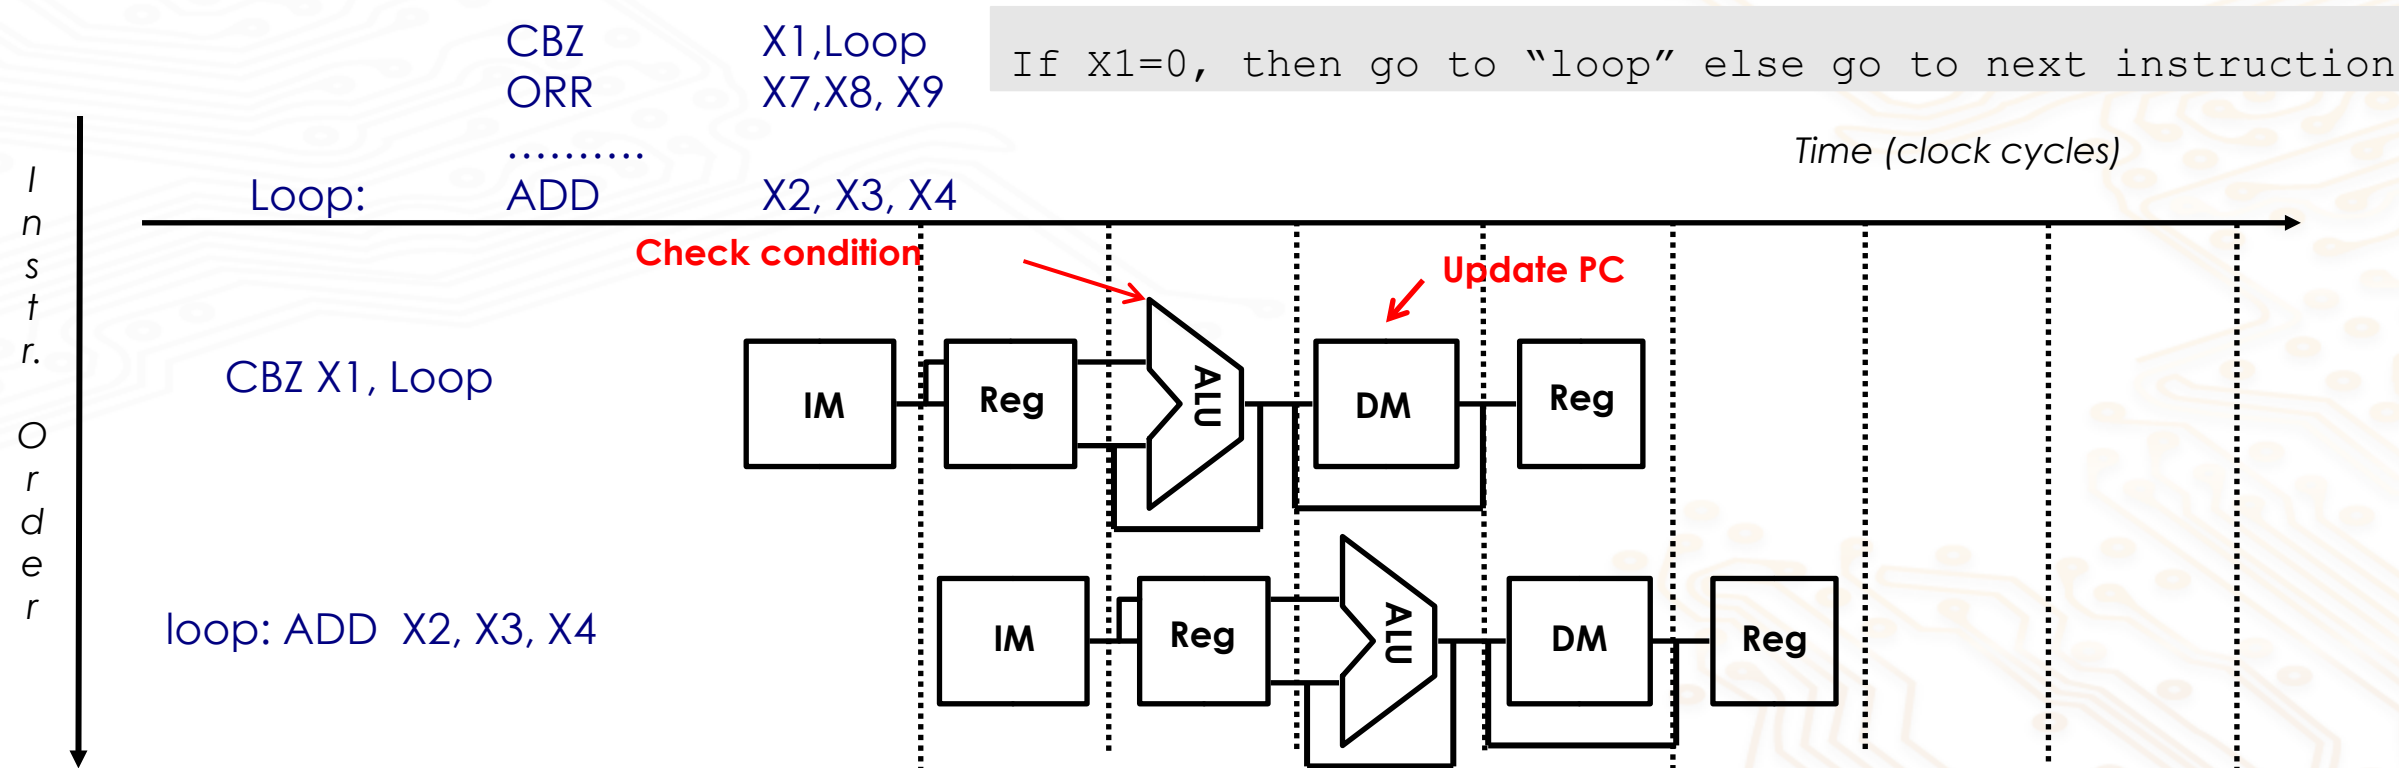 CBZ X1,Loop
If X1=0, then go to “loop” else go to next instruction
ORR X7,X8, X9
..........
Time (clock cycles)
Loop: ADD X2, X3, X4
Instr. Order
Check condition
Update PC
CBZ X1, Loop
IM Reg ALU DM Reg
loop: ADD X2, X3, X4
IM Reg ALU DM Reg